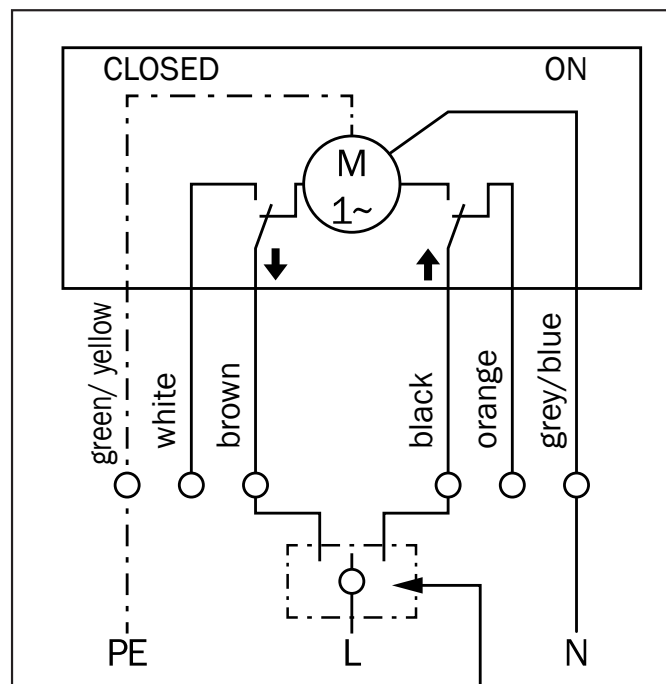 CLOSED ON
M
1~
green/ yellow
white
brown
black
orange
grey/blue
PE L N